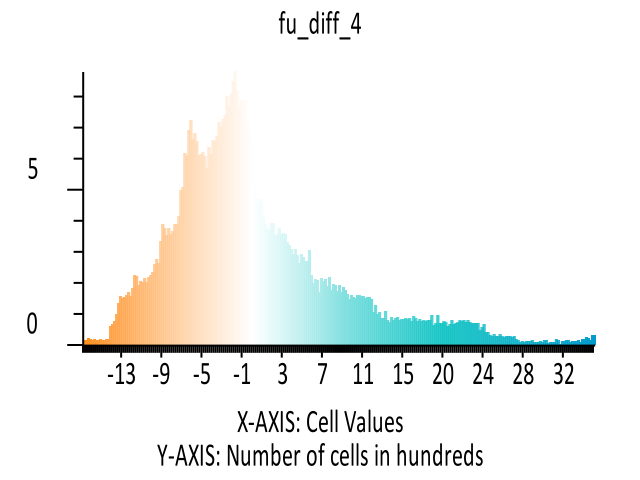 fu_diff_4
5
0
-13 -9 -5 -1 3 7 11 15 20 24 28 32
X-AXIS: Cell Values
Y-AXIS: Number of cells in hundreds